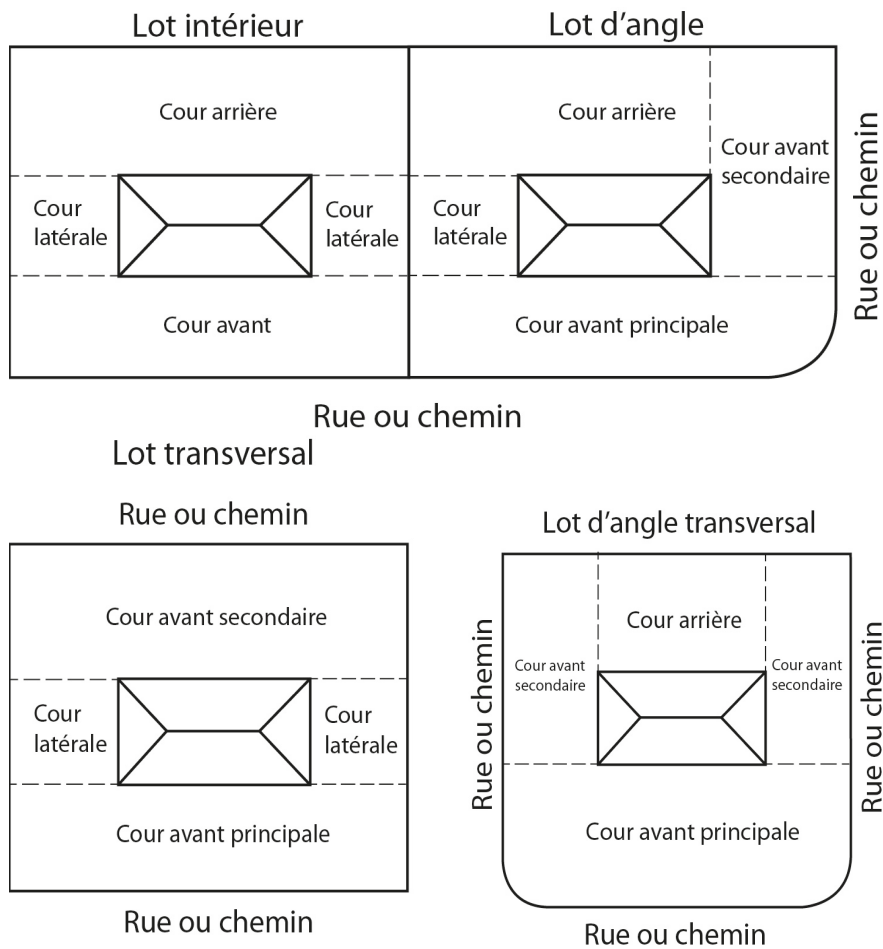 Lot intérieur
Lot d'angle
Cour arrière
Cour arrière
Cour avant
secondaire
Cour
latérale
Cour
latérale
Cour
latérale
Rue ou chemin
Cour avant
Cour avant principale
Rue ou chemin
Lot transversal
Rue ou chemin
Cour avant secondaire
Cour
latérale
Cour
latérale
Cour avant principale
Rue ou chemin
Lot d'angle transversal
Cour arrière
Rue ou chemin
Cour avant
secondaire
Cour avant
secondaire
Rue ou chemin
Cour avant principale
Rue ou chemin